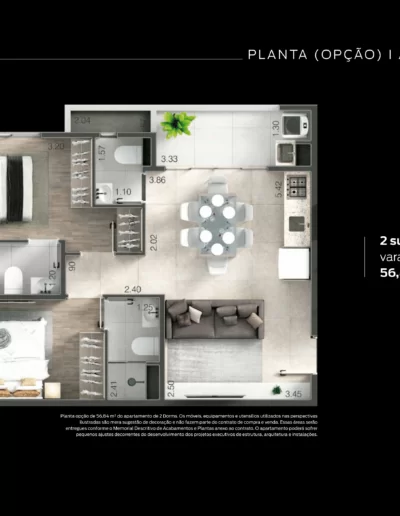 PLANTA (OPÇÃO) I
2.04
3.20
1.57
1.30
3.33
1.10
3.86
5.42
2.02
.90
1.20
2.40
1.25
2.41
2.50
3.45
2 su
vara
56,
Planta opção de 56,84 m² do apartamento de 2 Dorms. Os móveis, equipamentos e utensílios utilizados nas perspectivas
ilustradas são mera sugestão de decoração e não fazem parte do contrato de compra e venda. Essas áreas serão
entregues conforme o Memorial Descritivo de Acabamentos e Plantas anexo ao contrato. O apartamento poderá sofrer
pequenos ajustes decorrentes do desenvolvimento dos projetos executivos de estrutura, arquitetura e instalações.